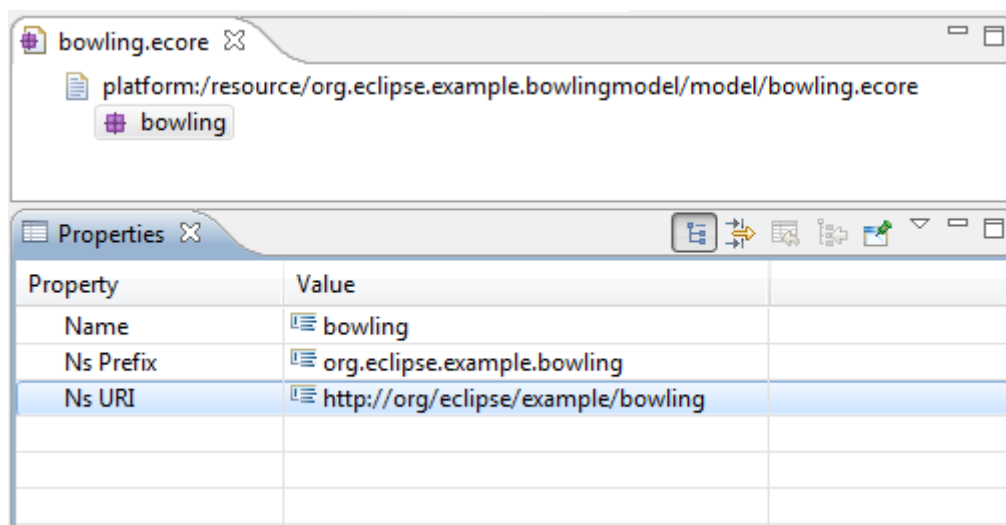 bowling.ecore
platform:/resource/org.eclipse.example.bowlingmodel/model/bowling.ecore
bowling
Properties
Property Value
Name bowling
Ns Prefix org.eclipse.example.bowling
Ns URI http://org/eclipse/example/bowling